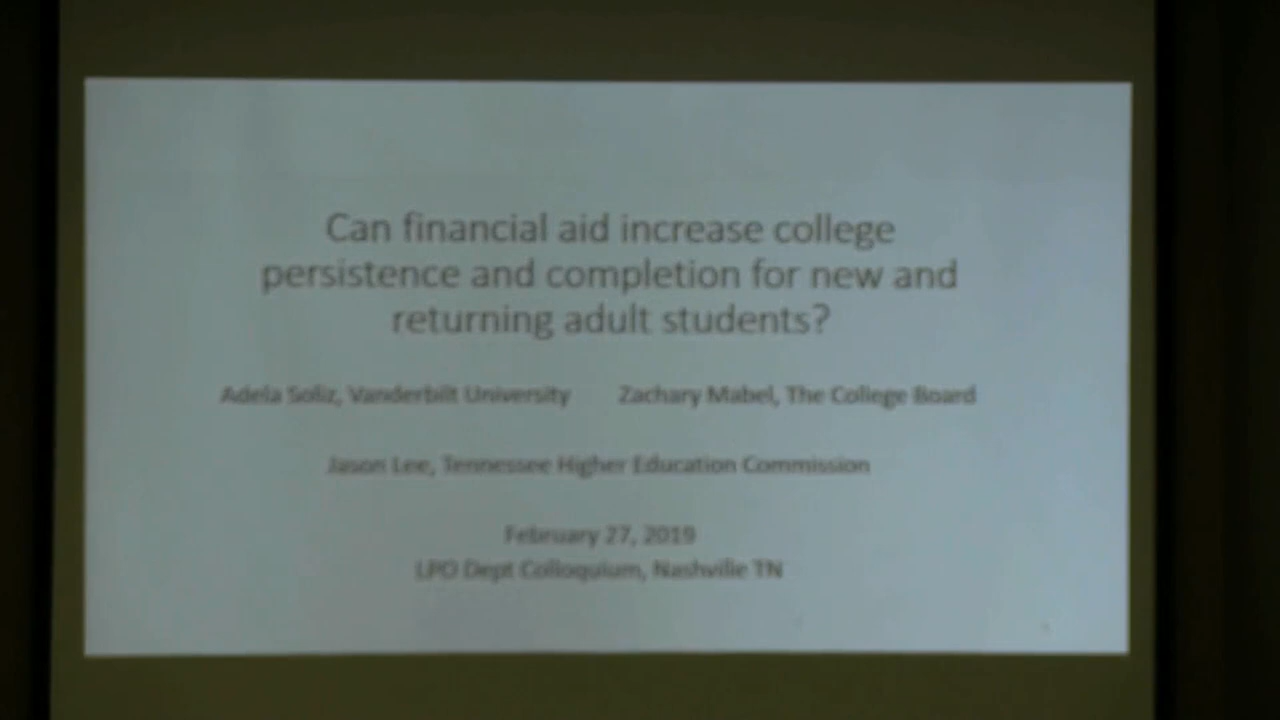 Can financial aid increase college
persistence and completion for new and
returning adult students?
Adela Soliz, Vanderbilt University Zachary Mabel, The College Board
Jason Lee, Tennessee Higher Education Commission
February 27, 2019
LPO Dept Colloquium, Nashville TN